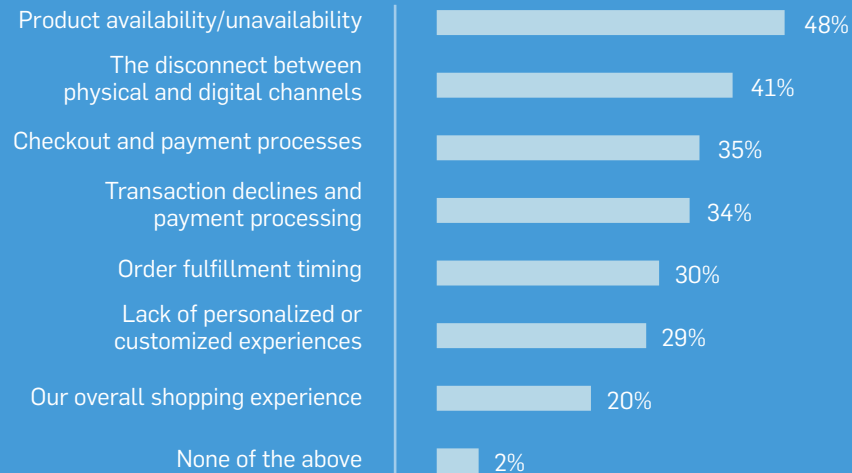 Product availability/unavailability
48%
The disconnect between
physical and digital channels
41%
Checkout and payment processes
35%
Transaction declines and
payment processing
34%
Order fulfillment timing
30%
Lack of personalized or
customized experiences
29%
Our overall shopping experience
20%
None of the above
2%